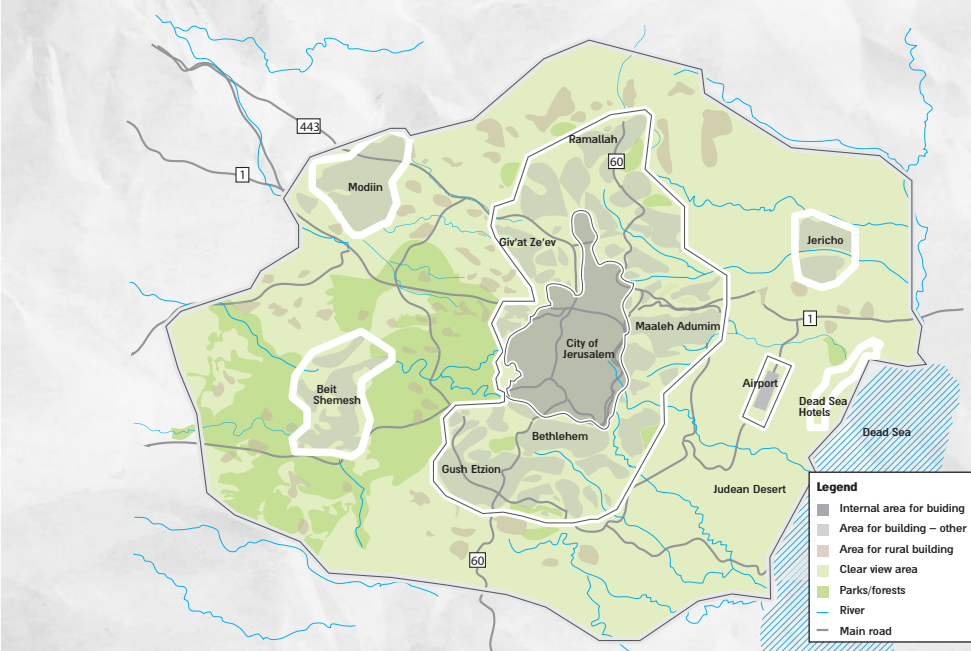 443
1
Modiin
Ramallah
60
Giv'at Ze'ev
Jericho
Maaleh Adumim
1
City of
Jerusalem
Airport
Beit
Shemesh
Dead Sea
Hotels
Dead Sea
Bethlehem
Gush Etzion
Judean Desert
60
Legend
Internal area for buiding
Area for building – other
Area for rural building
Clear view area
Parks/forests
River
Main road